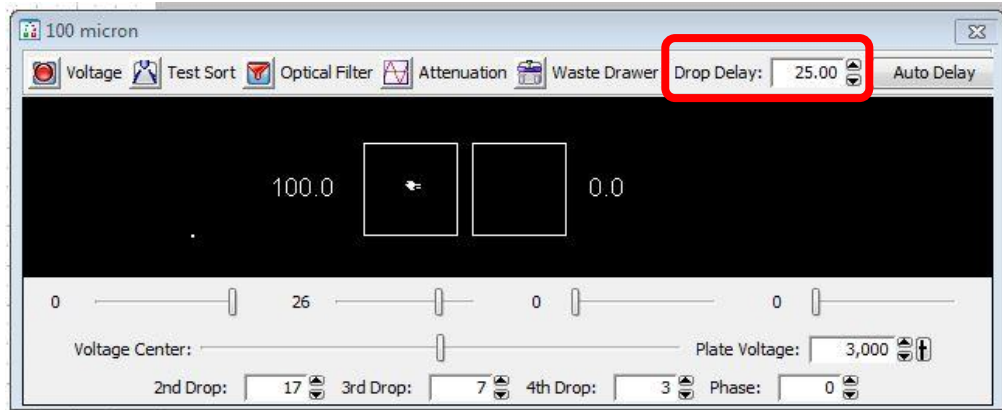 100 micron
Voltage Test Sort Optical Filter Attenuation Waste Drawer Drop Delay: 25.00 Auto Delay
100.0 0.0
0 26 0 0
Voltage Center: Plate Voltage: 3,000
2nd Drop: 17 3rd Drop: 7 4th Drop: 3 Phase: 0